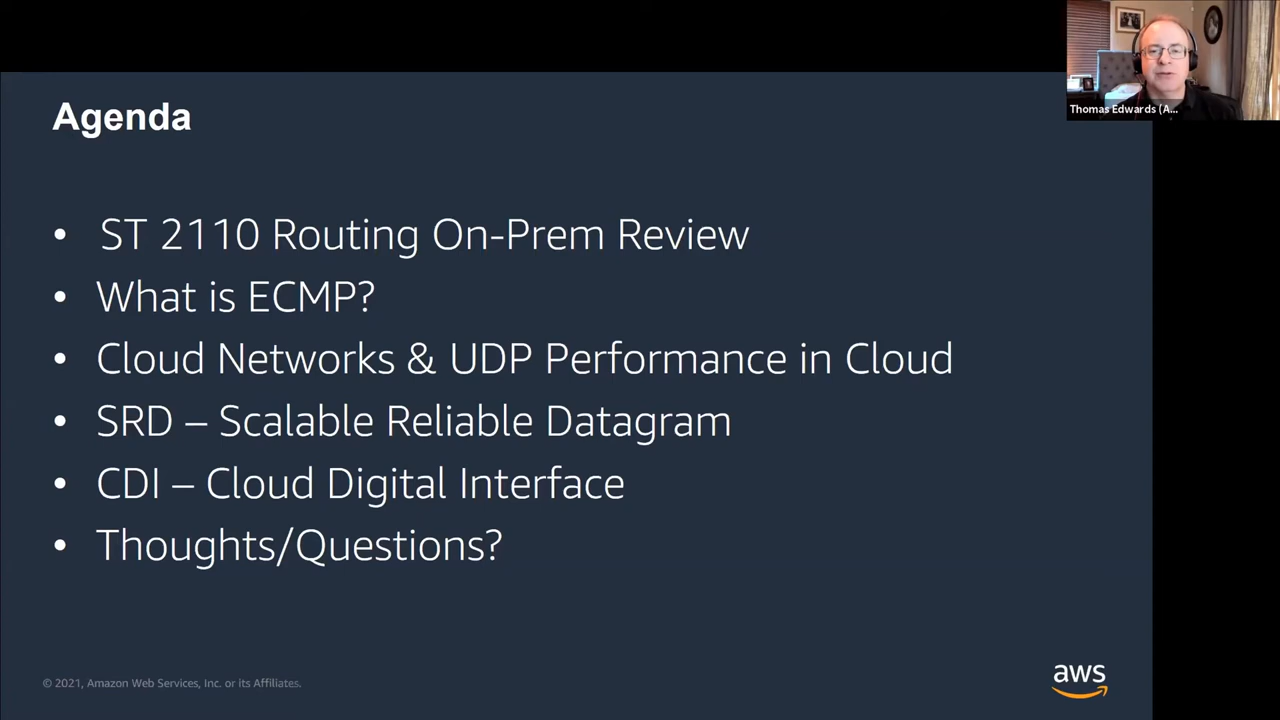 Thomas Edwards (A...
Agenda
• ST 2110 Routing On-Prem Review
• What is ECMP?
• Cloud Networks & UDP Performance in Cloud
• SRD – Scalable Reliable Datagram
• CDI – Cloud Digital Interface
• Thoughts/Questions?
© 2021, Amazon Web Services, Inc. or its Affiliates.
aws